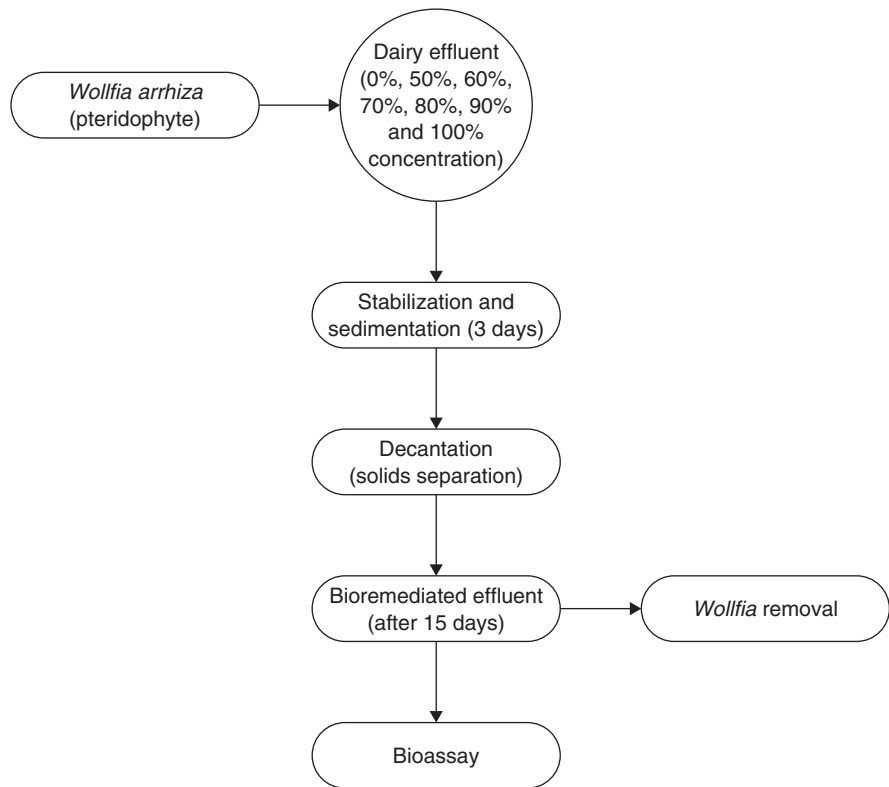 Wollfia arrhiza
(pteridophyte)
Dairy effluent
(0%, 50%, 60%,
70%, 80%, 90%
and 100%
concentration)
Stabilization and
sedimentation (3 days)
Decantation
(solids separation)
Bioremediated effluent
(after 15 days)
Wollfia removal
Bioassay